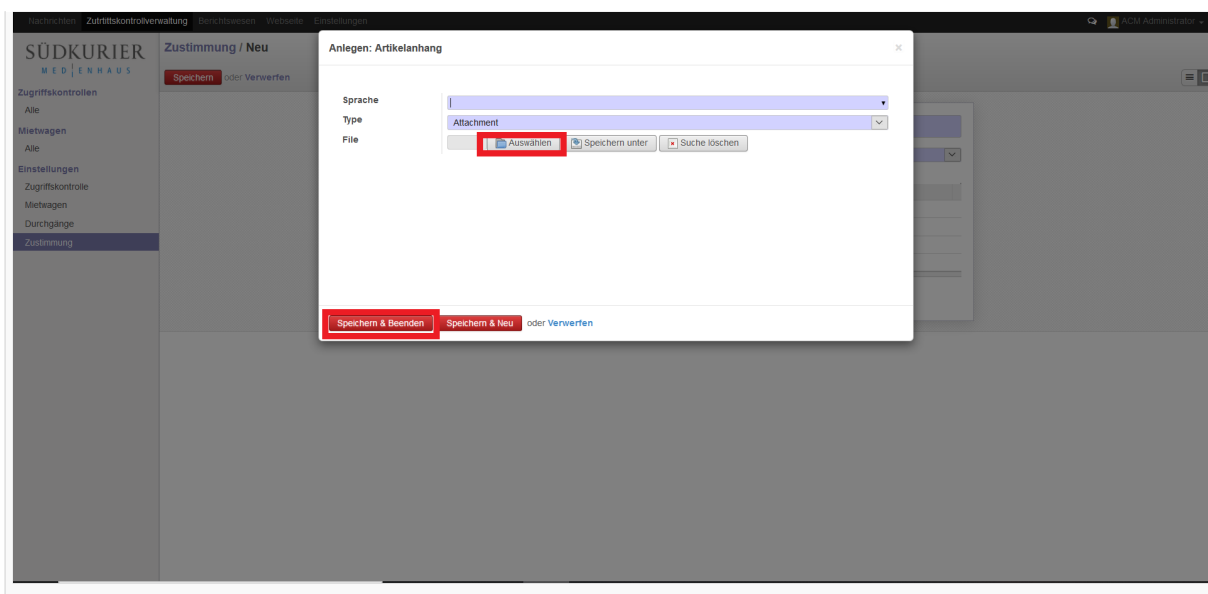 Nachrichten Zutrtittskontrollverwaltung Berichtswesen Webseite Einstellungen ACM Administrator
SÜDKURIER
MEDIENHAUS
Zustimmung / Neu
Speichern oder Verwerfen
Zugriffskontrollen
Alle
Mietwagen
Alle
Einstellungen
Zugriffskontrolle
Mietwagen
Durchgänge
Zustimmung
Anlegen: Artikelanhang ×
Sprache
Type Attachment
File Auswählen Speichern unter Suche löschen
Speichern & Beenden Speichern & Neu oder Verwerfen